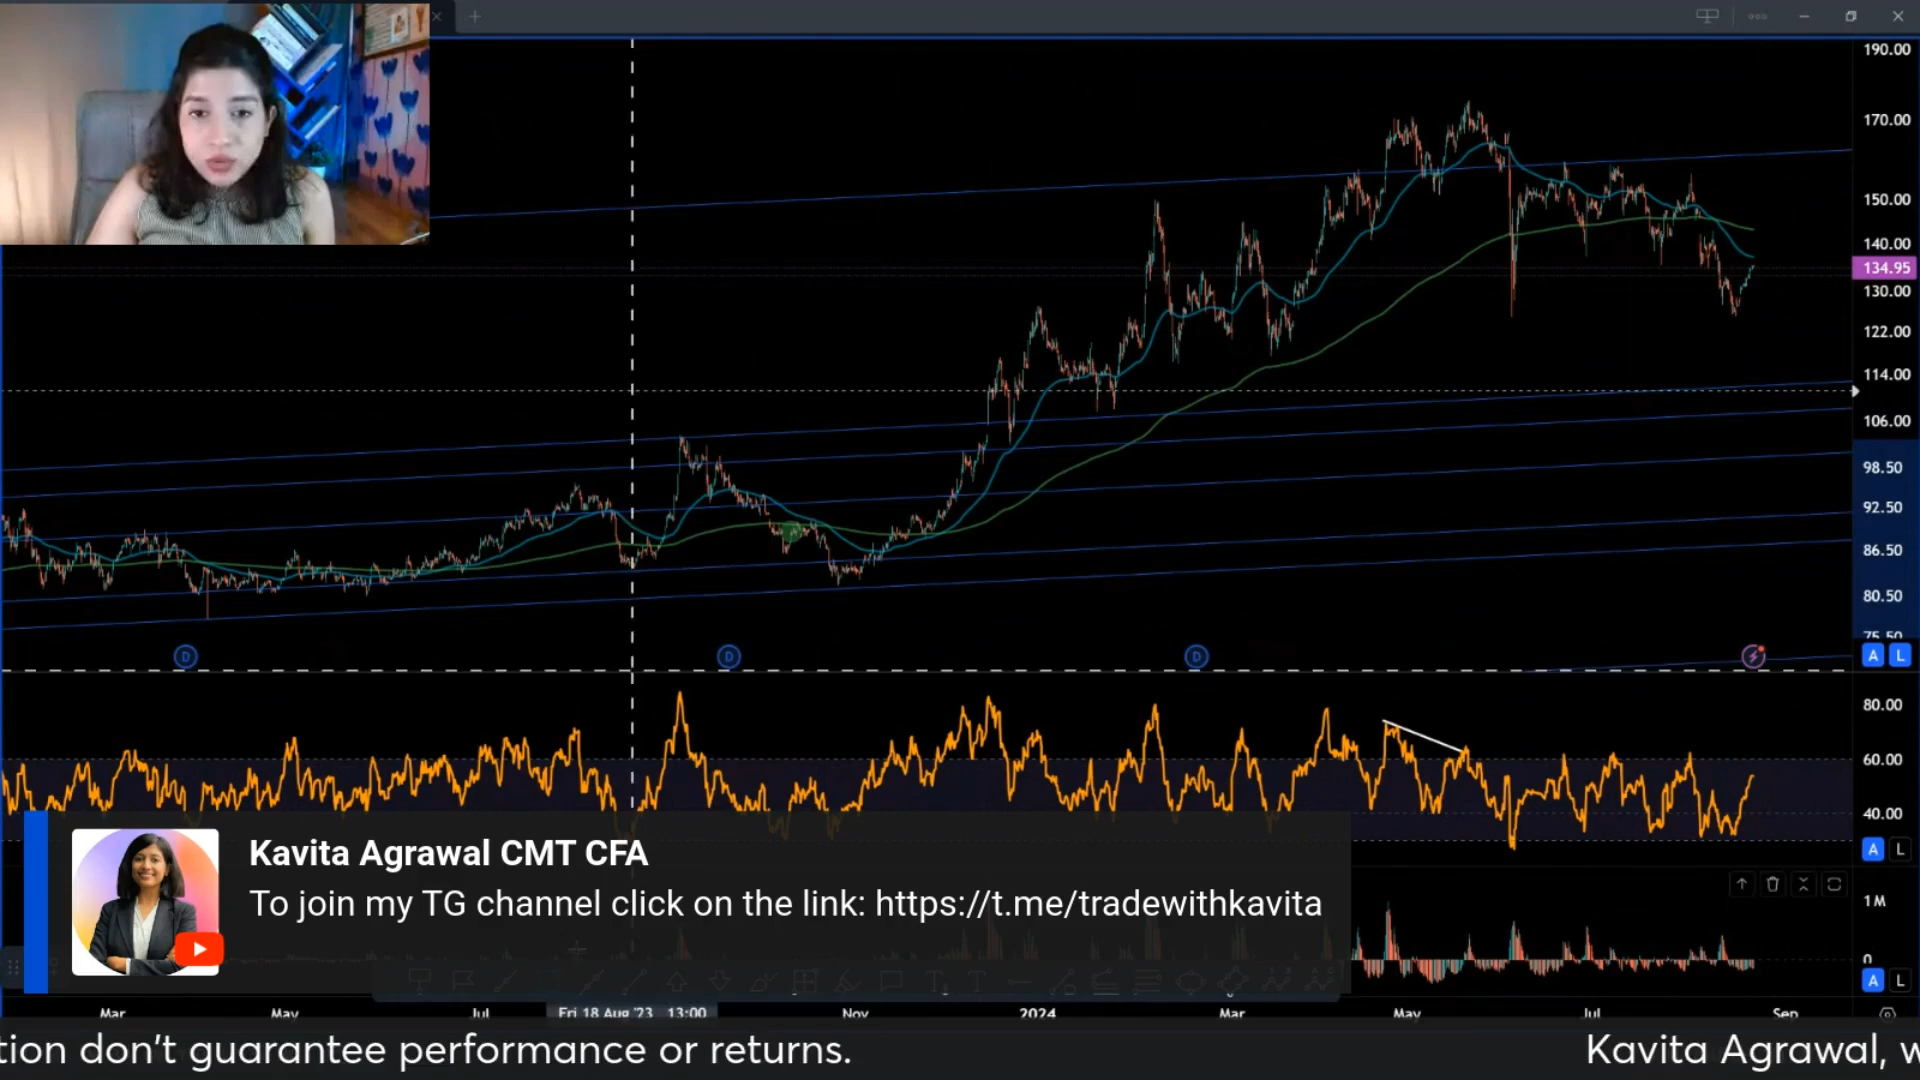 190.00
170.00
150.00
140.00
134.95
130.00
122.00
114.00
106.00
98.50
92.50
86.50
80.50
75.50
D
D
D
A L
80.00
60.00
40.00
A L
Kavita Agrawal CMT CFA
To join my TG channel click on the link: https://t.me/tradewithkavita
1M
0
A L
Mar May Jul Fri 18 Aug '23 13:00 Nov 2024 Mar May Jul Sep
tion don't guarantee performance or returns. Kavita Agrawal, w